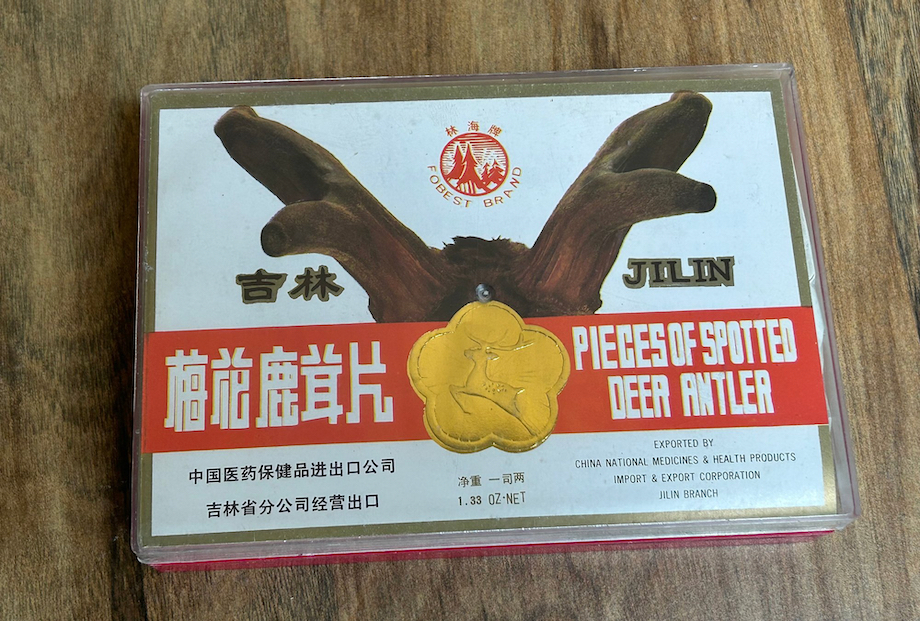 林海牌
FOREST BRAND
吉林
JILIN
梅花鹿茸片
PIECES OF SPOTTED
DEER ANTLER
中国医药保健品进出口公司
吉林省分公司经营出口
净重 一司两
1.33 OZ·NET
EXPORTED BY
CHINA NATIONAL MEDICINES & HEALTH PRODUCTS
IMPORT & EXPORT CORPORATION
JILIN BRANCH